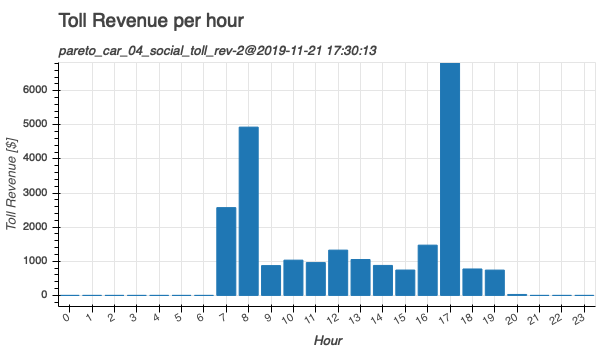 Toll Revenue per hour
pareto_car_04_social_toll_rev-2@2019-11-21 17:30:13
Toll Revenue [$]
6000
5000
4000
3000
2000
1000
0
0 1 2 3 4 5 6 7 8 9 10 11 12 13 14 15 16 17 18 19 20 21 22 23
Hour